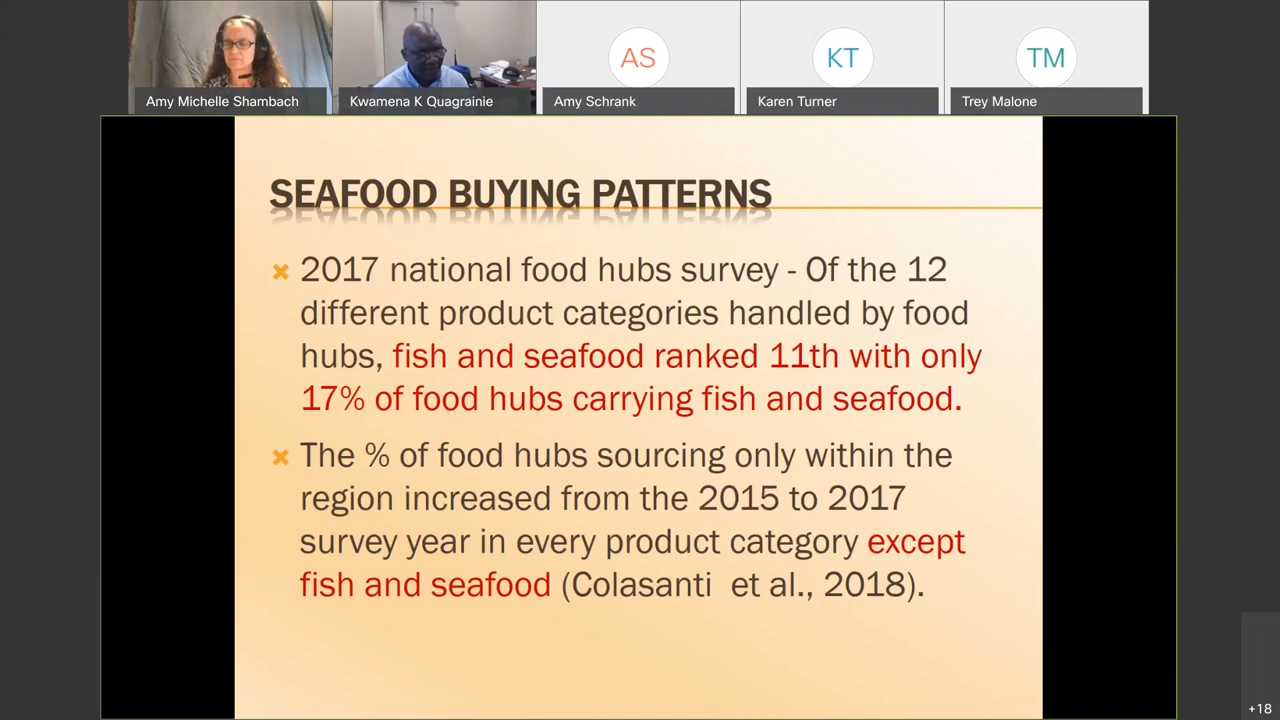 AS
KT
TM
Amy Michelle Shambach
Kwamena K Quagrainie
Amy Schrank
Karen Turner
Trey Malone
SEAFOOD BUYING PATTERNS
2017 national food hubs survey - Of the 12
different product categories handled by food
hubs, fish and seafood ranked 11th with only
17% of food hubs carrying fish and seafood.
The % of food hubs sourcing only within the
region increased from the 2015 to 2017
survey year in every product category except
fish and seafood (Colasanti et al., 2018).
+18